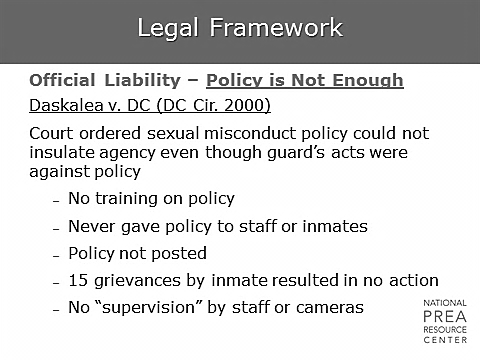 Legal Framework
Official Liability – Policy is Not Enough
Daskalea v. DC (DC Cir. 2000)
Court ordered sexual misconduct policy could not
insulate agency even though guard's acts were
against policy
– No training on policy
– Never gave policy to staff or inmates
– Policy not posted
– 15 grievances by inmate resulted in no action
– No “supervision” by staff or cameras
NATIONAL
PREA
RESOURCE
CENTER